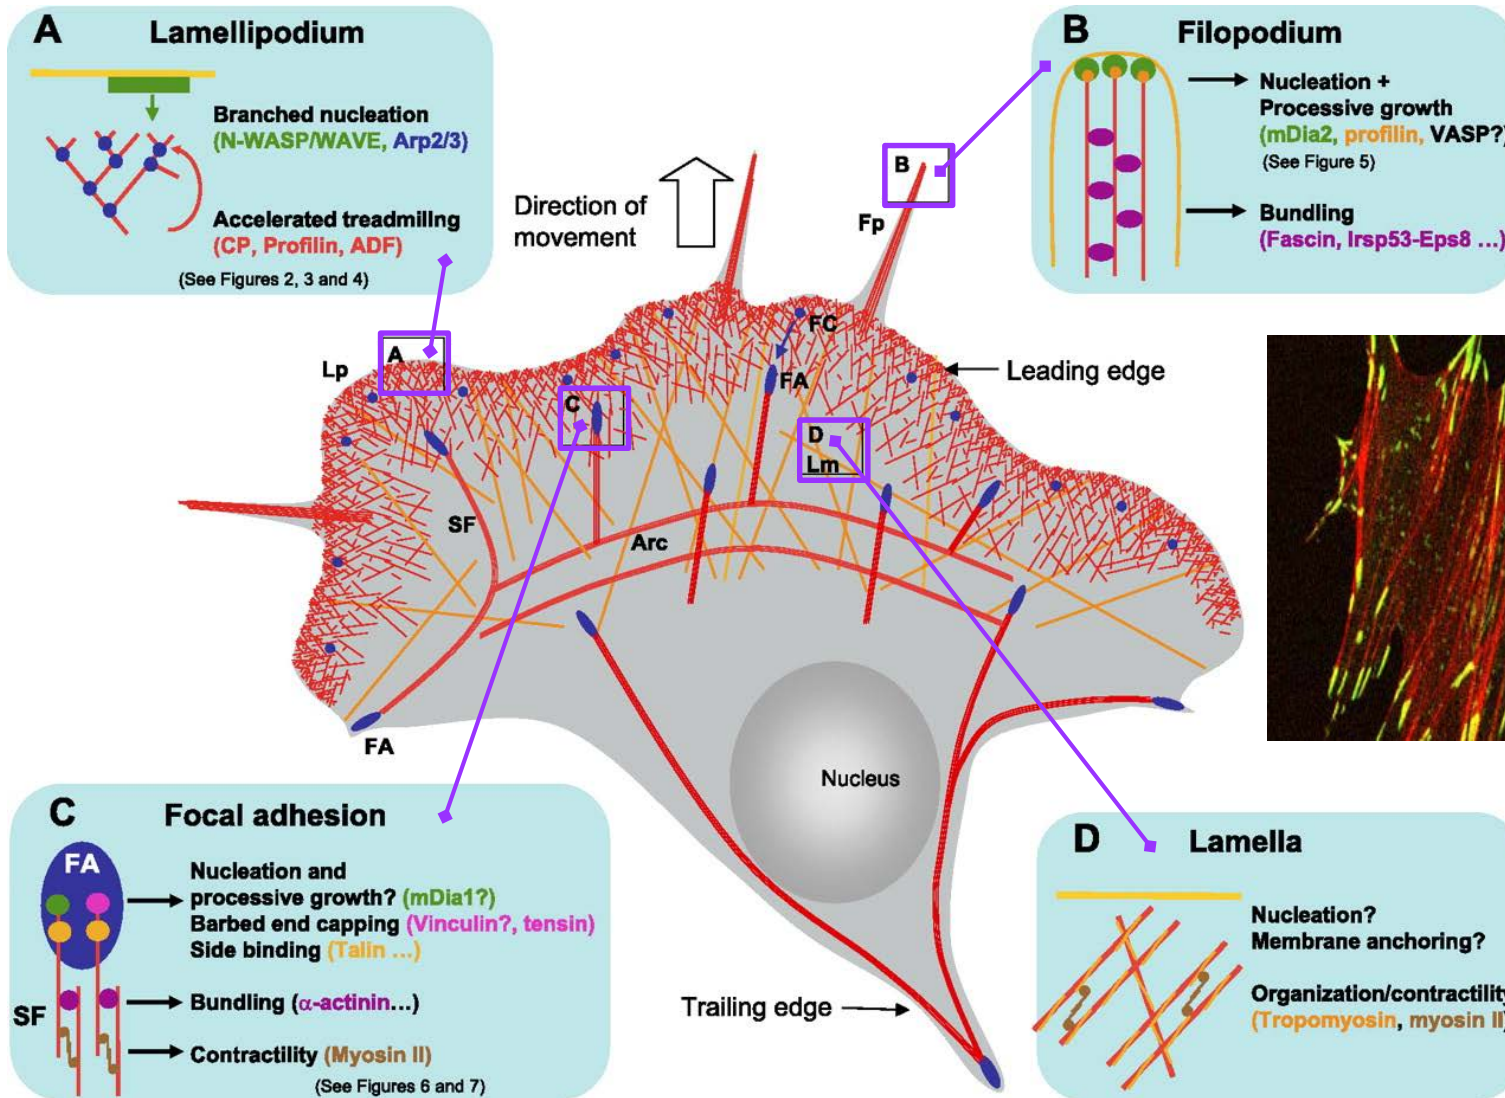 A Lamellipodium
Branched nucleation
(N-WASP/WAVE, Arp2/3)
Accelerated treadmillng
(CP, Profilin, ADF)
(See Figures 2, 3 and 4)
B Filopodium
Nucleation +
Processive growth
(mDia2, profilin, VASP?)
(See Figure 5)
Bundling
(Fascin, Irsp53-Eps8 ...)
Direction of
movement
B
Fp
FC
A
Lp
FA
Leading edge
C
D
Lm
SF
Arc
FA
Nucleus
Trailing edge
C Focal adhesion
FA
Nucleation and
processive growth? (mDia1?)
Barbed end capping (Vinculin?, tensin)
Side binding (Talin ...)
SF
Bundling (α-actinin...)
Contractility (Myosin II)
(See Figures 6 and 7)
D Lamella
Nucleation?
Membrane anchoring?
Organization/contractility
(Tropomyosin, myosin II)